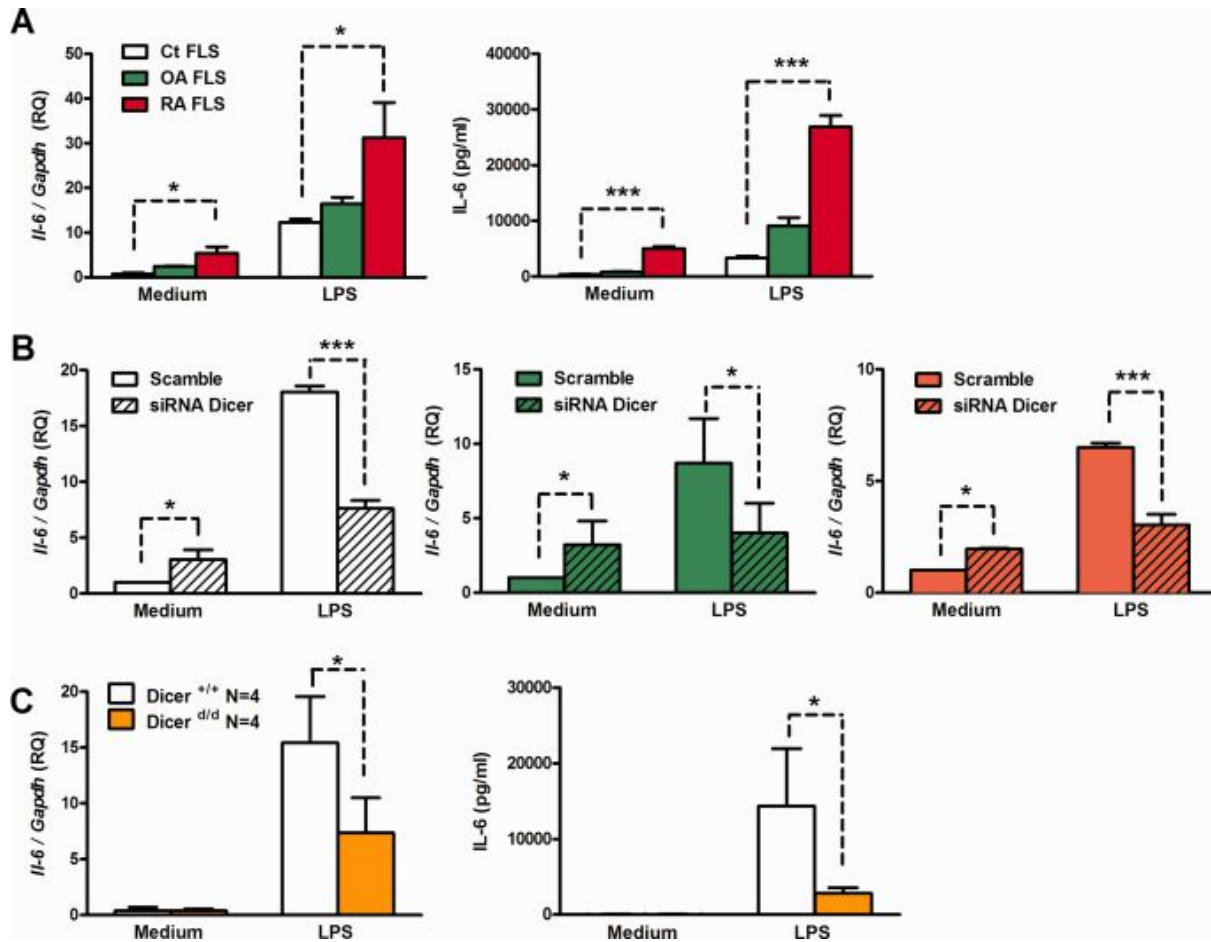 A
50
40
30
20
10
0
Il-6 / Gapdh (RQ)
Ct FLS
OA FLS
RA FLS
*
*
Medium LPS
40000
30000
20000
10000
0
IL-6 (pg/ml)
***
***
Medium LPS
B
20
15
10
5
0
Il-6 / Gapdh (RQ)
Scamble
siRNA Dicer
*
***
Medium LPS
15
10
5
0
Il-6 / Gapdh (RQ)
Scramble
siRNA Dicer
*
*
Medium LPS
10
5
0
Il-6 / Gapdh (RQ)
Scramble
siRNA Dicer
*
***
Medium LPS
C
20
15
10
5
0
Il-6 / Gapdh (RQ)
Dicer +/+ N=4
Dicer d/d N=4
*
Medium LPS
30000
20000
10000
0
IL-6 (pg/ml)
*
Medium LPS